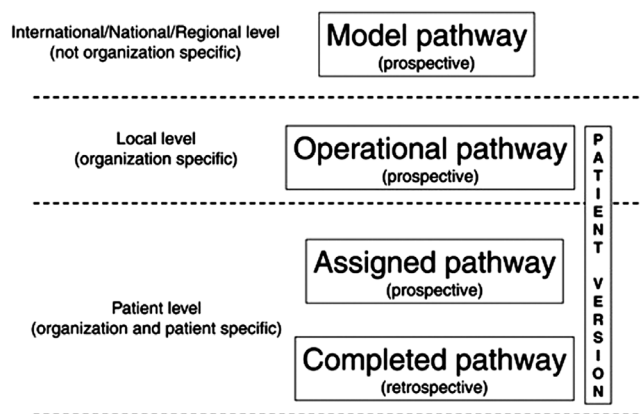 International/National/Regional level
(not organization specific)
Model pathway
(prospective)
Local level
(organization specific)
Operational pathway
(prospective)
PATIENT VERSION
Assigned pathway
(prospective)
Patient level
(organization and patient specific)
Completed pathway
(retrospective)